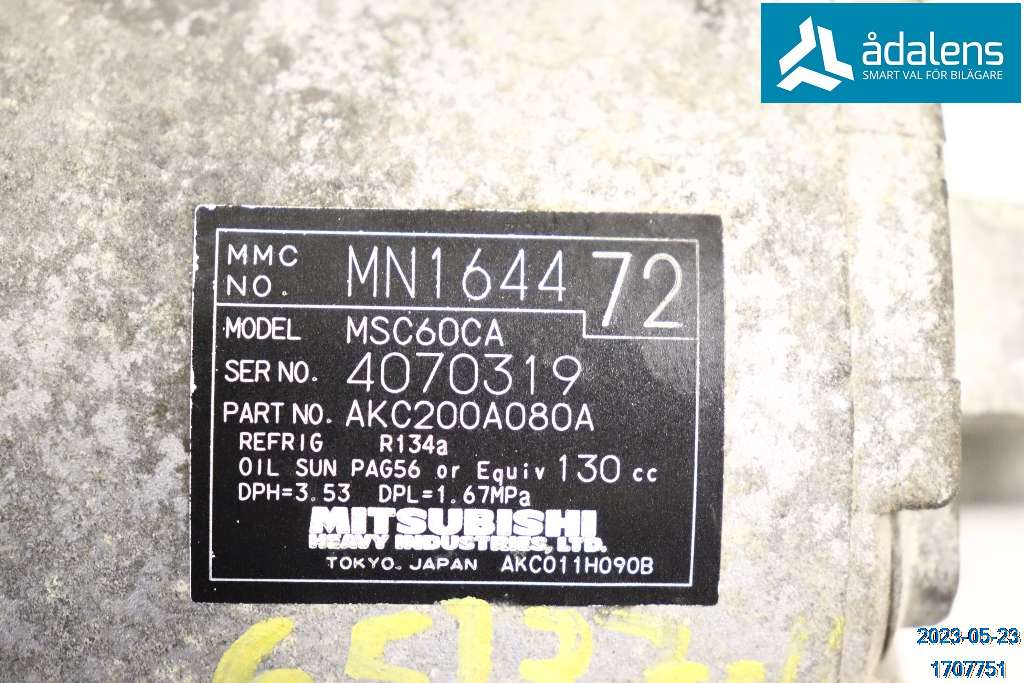 ådalens
SMART VAL FÖR BILÄGARE
MMC NO. MN164472
MODEL MSC60CA
SER NO. 4070319
PART NO. AKC200A080A
REFRIG R134a
OIL SUN PAG56 or Equiv 130 cc
DPH=3.53 DPL=1.67MPa
MITSUBISHI
HEAVY INDUSTRIES, LTD.
TOKYO. JAPAN AKC011H090B
2023-05-23
1707751